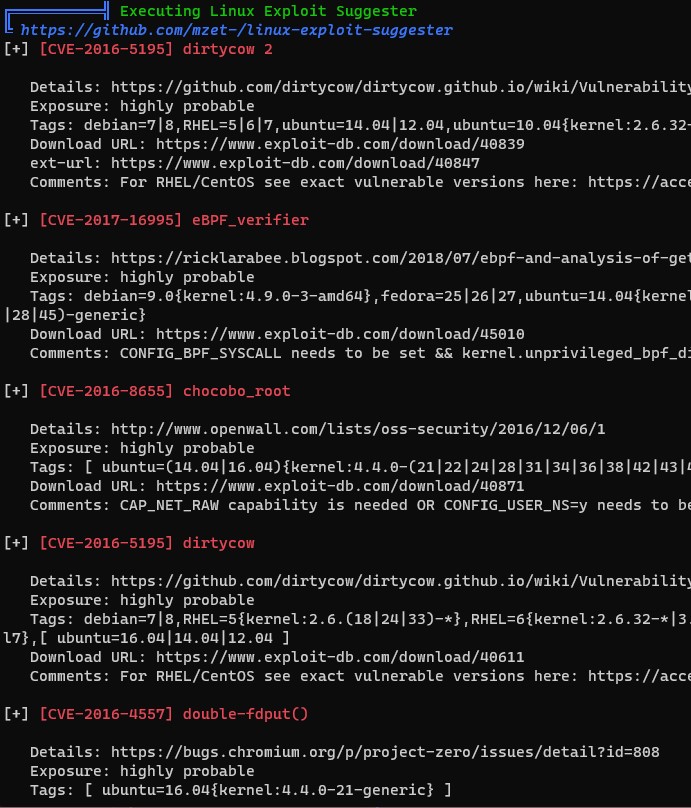 Executing Linux Exploit Suggester
https://github.com/mzet-/linux-exploit-suggester
[+] [CVE-2016-5195] dirtycow 2
Details: https://github.com/dirtycow/dirtycow.github.io/wiki/Vulnerability
Exposure: highly probable
Tags: debian=7|8,RHEL=5|6|7,ubuntu=14.04|12.04,ubuntu=10.04{kernel:2.6.32-
Download URL: https://www.exploit-db.com/download/40839
ext-url: https://www.exploit-db.com/download/40847
Comments: For RHEL/CentOS see exact vulnerable versions here: https://acce
[+] [CVE-2017-16995] eBPF_verifier
Details: https://ricklarabee.blogspot.com/2018/07/ebpf-and-analysis-of-get
Exposure: highly probable
Tags: debian=9.0{kernel:4.9.0-3-amd64},fedora=25|26|27,ubuntu=14.04{kernel
|28|45)-generic}
Download URL: https://www.exploit-db.com/download/45010
Comments: CONFIG_BPF_SYSCALL needs to be set && kernel.unprivileged_bpf_di
[+] [CVE-2016-8655] chocobo_root
Details: http://www.openwall.com/lists/oss-security/2016/12/06/1
Exposure: highly probable
Tags: [ ubuntu=(14.04|16.04){kernel:4.4.0-(21|22|24|28|31|34|36|38|42|43|4
Download URL: https://www.exploit-db.com/download/40871
Comments: CAP_NET_RAW capability is needed OR CONFIG_USER_NS=y needs to be
[+] [CVE-2016-5195] dirtycow
Details: https://github.com/dirtycow/dirtycow.github.io/wiki/Vulnerability
Exposure: highly probable
Tags: debian=7|8,RHEL=5{kernel:2.6.(18|24|33)-*},RHEL=6{kernel:2.6.32-*|3.
l7},[ ubuntu=16.04|14.04|12.04 ]
Download URL: https://www.exploit-db.com/download/40611
Comments: For RHEL/CentOS see exact vulnerable versions here: https://acce
[+] [CVE-2016-4557] double-fdput()
Details: https://bugs.chromium.org/p/project-zero/issues/detail?id=808
Exposure: highly probable
Tags: [ ubuntu=16.04{kernel:4.4.0-21-generic} ]